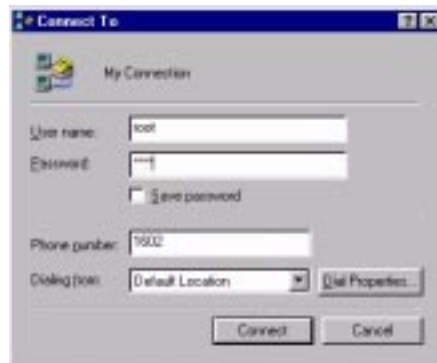 Connect To
My Connection
User name: root
Password: ****
Save password
Phone number: 1602
Dialing from: Default Location Dial Properties...
Connect Cancel